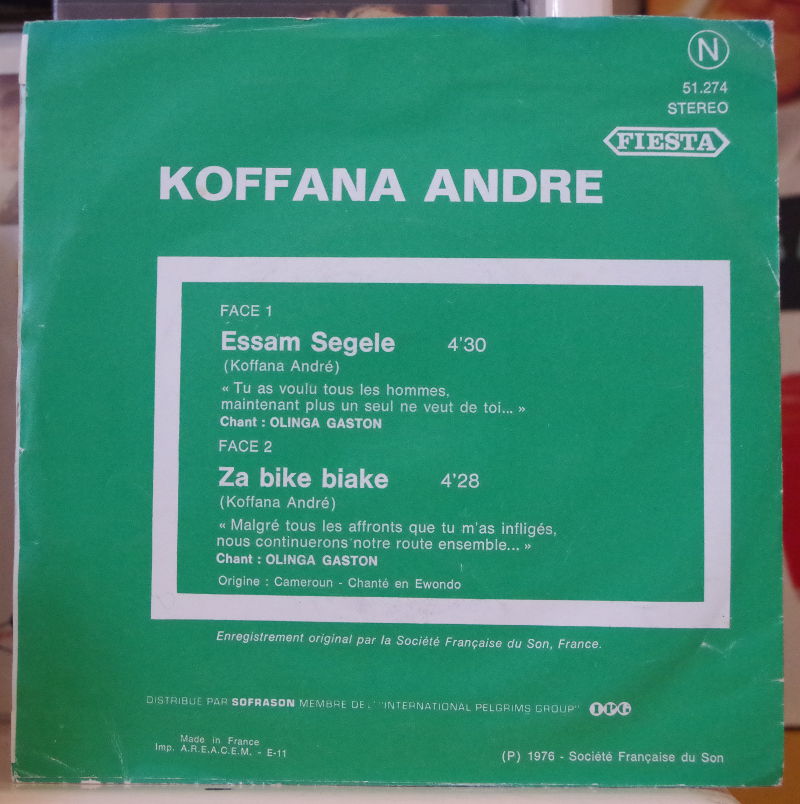 N
51.274
STEREO
FIESTA
KOFFANA ANDRE
FACE 1
Essam Segele 4'30
(Koffana André)
« Tu as voulu tous les hommes,
maintenant plus un seul ne veut de toi... »
Chant : OLINGA GASTON
FACE 2
Za bike biake 4'28
(Koffana André)
« Malgré tous les affronts que tu m'as infligés,
nous continuerons notre route ensemble... »
Chant : OLINGA GASTON
Origine : Cameroun - Chanté en Ewondo
Enregistrement original par la Société Française du Son, France.
DISTRIBUÉ PAR SOFRASON MEMBRE DE L'"INTERNATIONAL PELGRIMS GROUP" IPG
Made in France
Imp. A.R.E.A.C.E.M. - E-11
(P) 1976 - Société Française du Son